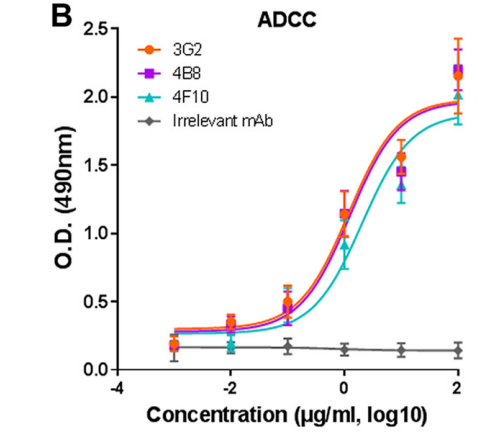 B
ADCC
3G2
4B8
4F10
Irrelevant mAb
2.5
2.0
1.5
1.0
0.5
0.0
O.D. (490nm)
-4
-2
0
2
Concentration (μg/ml, log10)